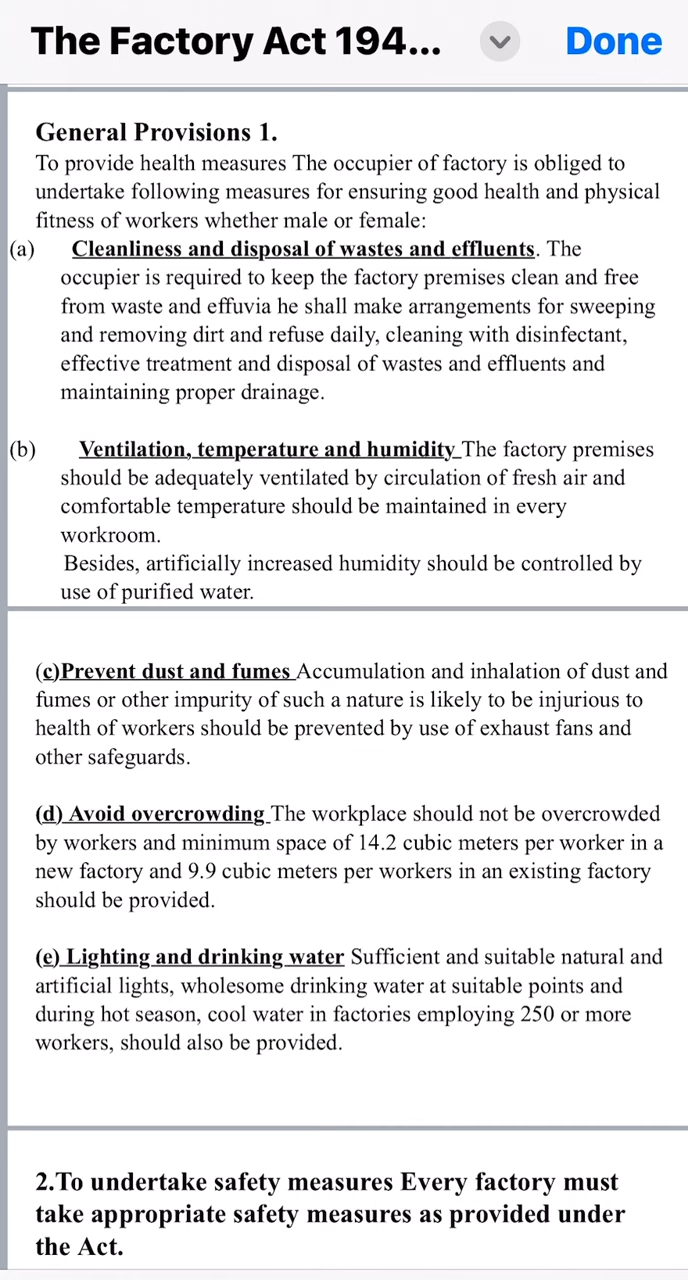 The Factory Act 194...
Done
General Provisions 1.
To provide health measures The occupier of factory is obliged to
undertake following measures for ensuring good health and physical
fitness of workers whether male or female:
(a) Cleanliness and disposal of wastes and effluents. The
occupier is required to keep the factory premises clean and free
from waste and effuvia he shall make arrangements for sweeping
and removing dirt and refuse daily, cleaning with disinfectant,
effective treatment and disposal of wastes and effluents and
maintaining proper drainage.
(b) Ventilation, temperature and humidity The factory premises
should be adequately ventilated by circulation of fresh air and
comfortable temperature should be maintained in every
workroom.
Besides, artificially increased humidity should be controlled by
use of purified water.
(c)Prevent dust and fumes Accumulation and inhalation of dust and
fumes or other impurity of such a nature is likely to be injurious to
health of workers should be prevented by use of exhaust fans and
other safeguards.
(d) Avoid overcrowding The workplace should not be overcrowded
by workers and minimum space of 14.2 cubic meters per worker in a
new factory and 9.9 cubic meters per workers in an existing factory
should be provided.
(e) Lighting and drinking water Sufficient and suitable natural and
artificial lights, wholesome drinking water at suitable points and
during hot season, cool water in factories employing 250 or more
workers, should also be provided.
2.To undertake safety measures Every factory must
take appropriate safety measures as provided under
the Act.